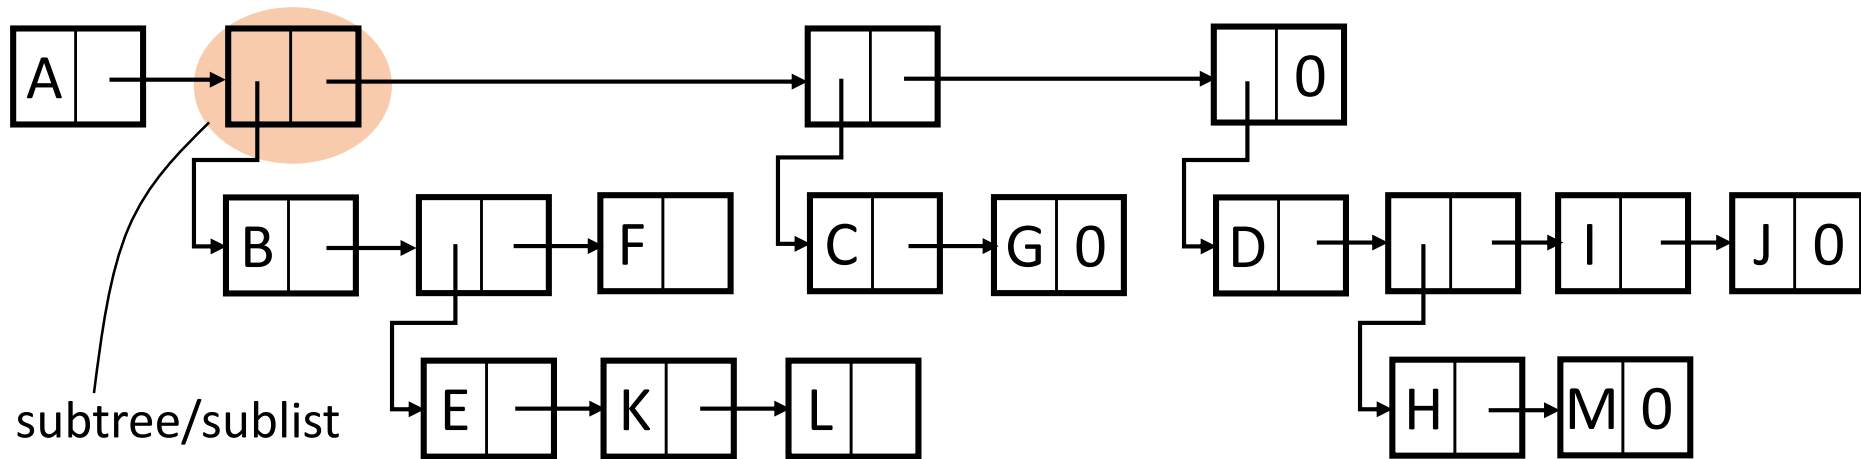 A 0
B F C G 0 D I J 0
subtree/sublist E K L H M 0